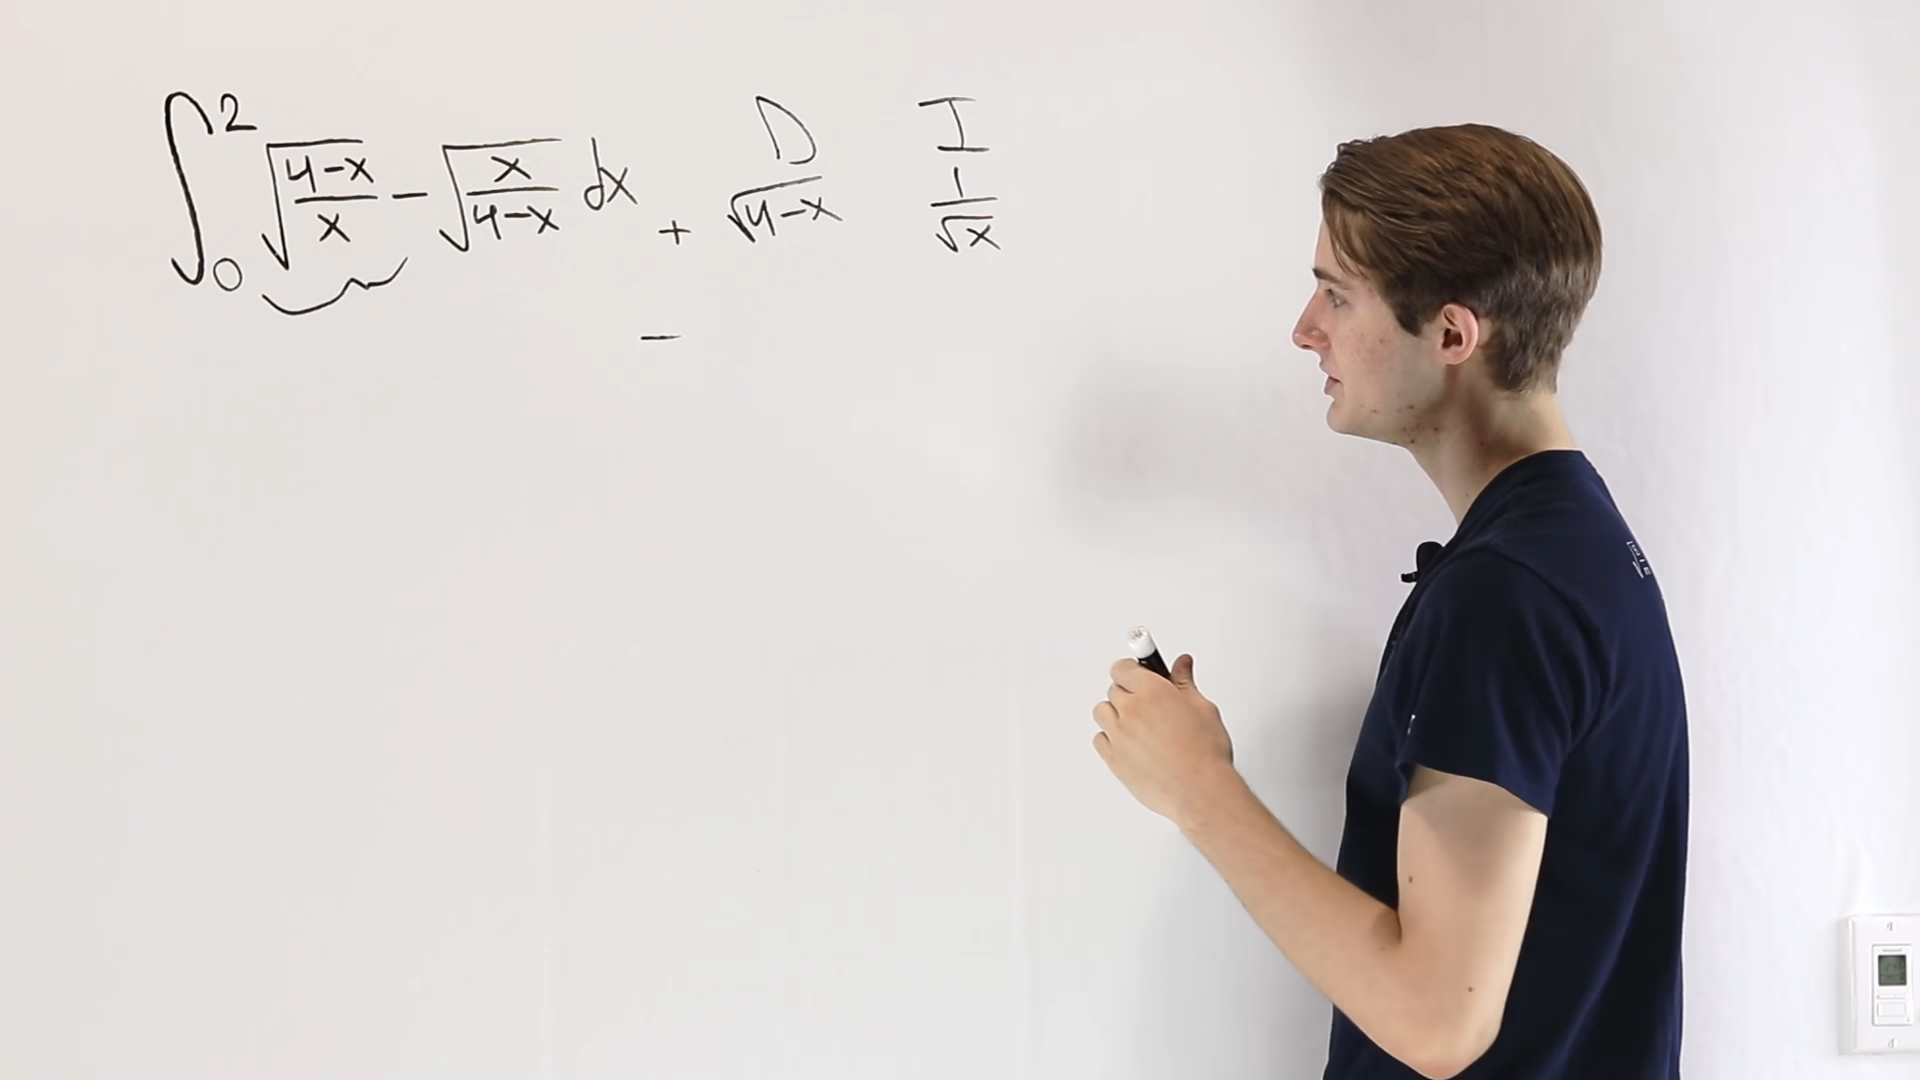 ∫₀² √((4-x)/x) - √(x/(4-x)) dx
D I
+ √(4-x) 1/√x
-